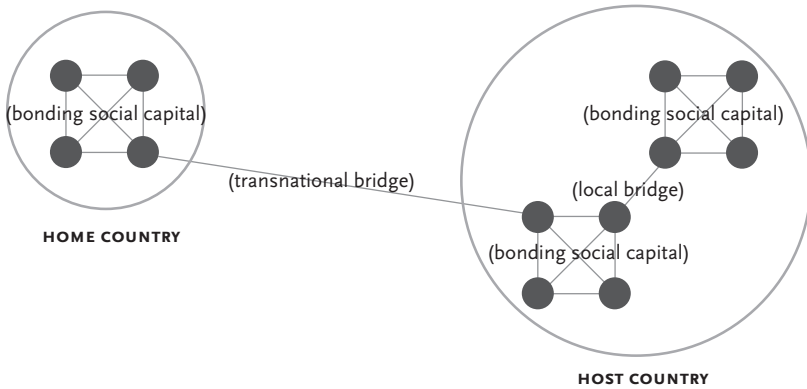 (bonding social capital)
(bonding social capital)
(transnational bridge)
(local bridge)
HOME COUNTRY
(bonding social capital)
HOST COUNTRY